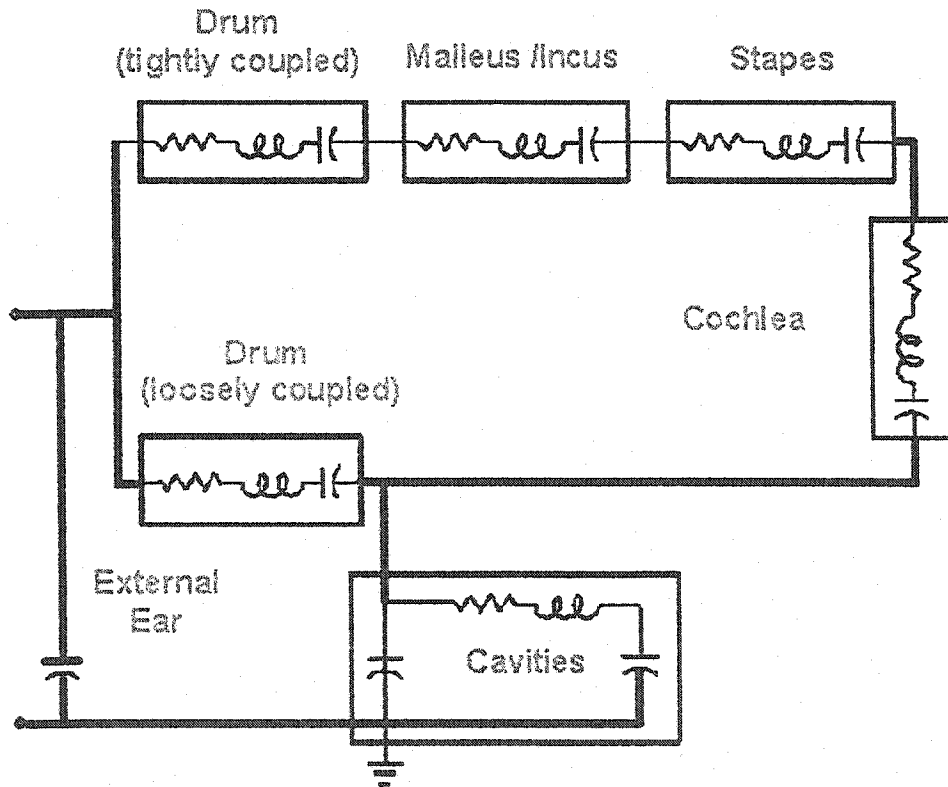 Drum
(tightly coupled)
Malleus /Incus
Stapes
Cochlea
Drum
(loosely coupled)
External
Ear
Cavities